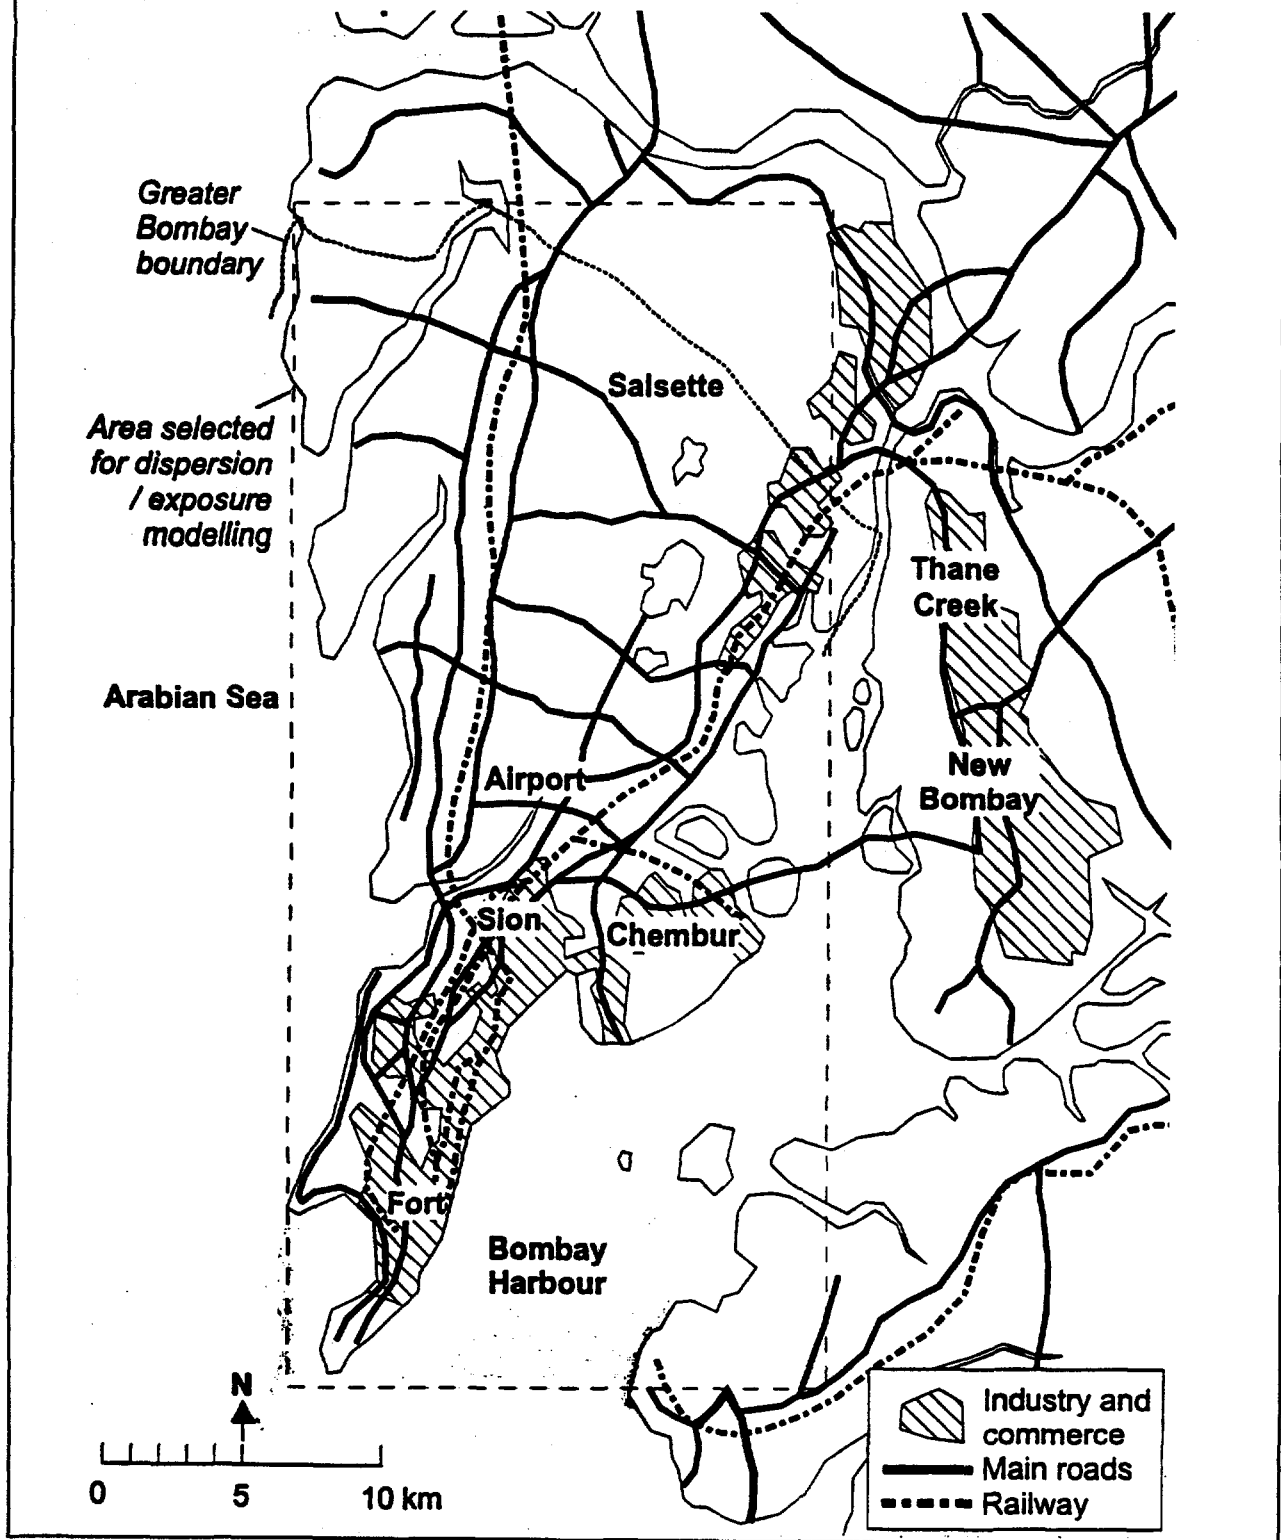 Greater
Bombay
boundary
Salsette
Area selected
for dispersion
/ exposure
modelling
Thane
Creek
Arabian Sea
New
Bombay
Airport
Sion
Chembur
Fort
Bombay
Harbour
N
0 5 10 km
Industry and
commerce
Main roads
Railway